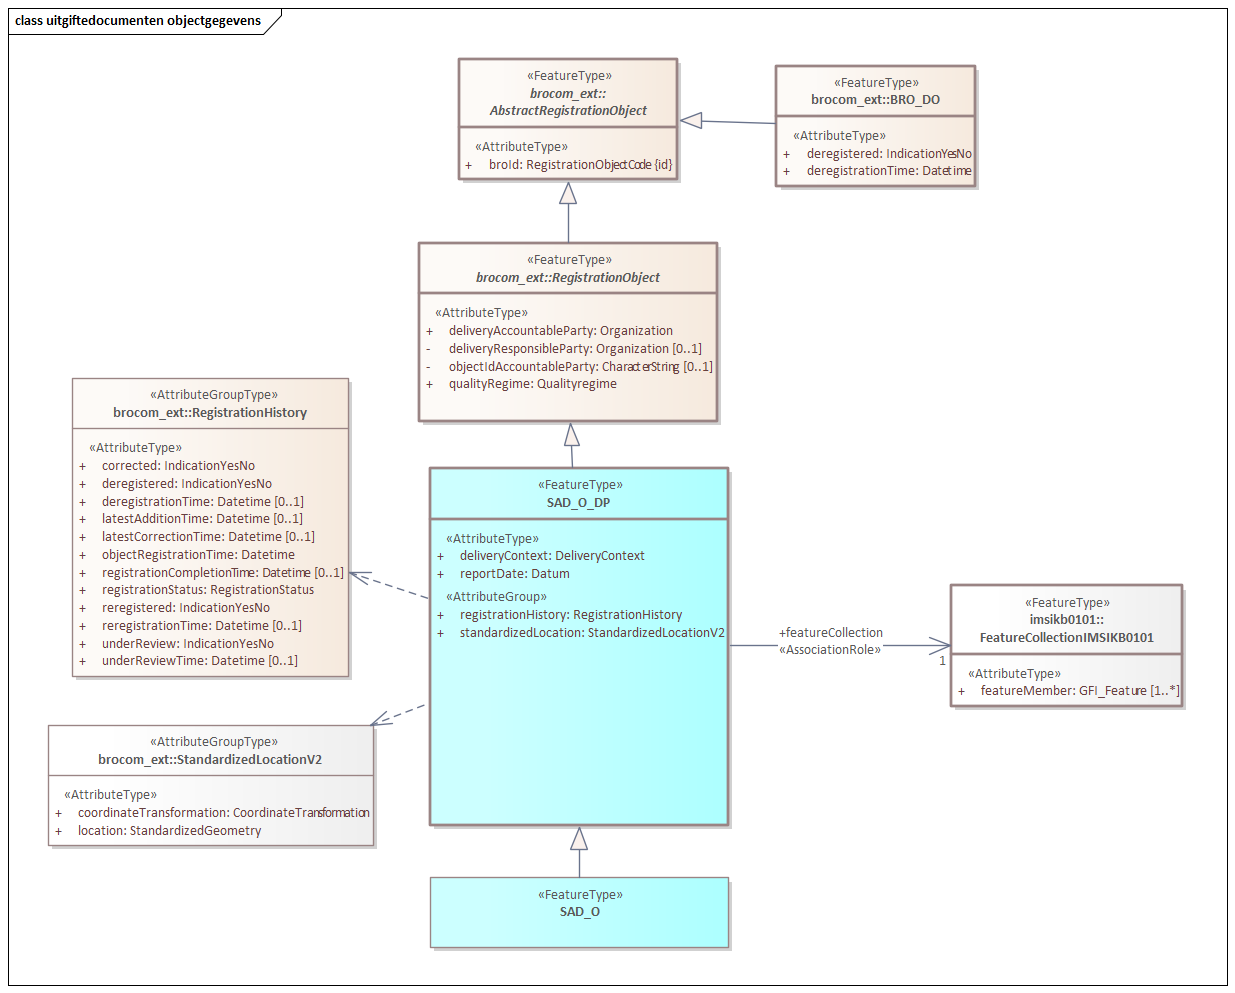 class uitgiftedocumenten objectgegevens
«FeatureType»
brocom_ext::
AbstractRegistrationObject
«AttributeType»
+ broId: RegistrationObjectCode {id}
«FeatureType»
brocom_ext::BRO_DO
«AttributeType»
+ deregistered: IndicationYesNo
+ deregistrationTime: Datetime
«FeatureType»
brocom_ext::RegistrationObject
«AttributeType»
+ deliveryAccountableParty: Organization
- deliveryResponsibleParty: Organization [0..1]
- objectIdAccountableParty: CharacterString [0..1]
+ qualityRegime: Qualityregime
«AttributeGroupType»
brocom_ext::RegistrationHistory
«AttributeType»
+ corrected: IndicationYesNo
+ deregistered: IndicationYesNo
+ deregistrationTime: Datetime [0..1]
+ latestAdditionTime: Datetime [0..1]
+ latestCorrectionTime: Datetime [0..1]
+ objectRegistrationTime: Datetime
+ registrationCompletionTime: Datetime [0..1]
+ registrationStatus: RegistrationStatus
+ reregistered: IndicationYesNo
+ reregistrationTime: Datetime [0..1]
+ underReview: IndicationYesNo
+ underReviewTime: Datetime [0..1]
«FeatureType»
SAD_O_DP
«AttributeType»
+ deliveryContext: DeliveryContext
+ reportDate: Datum
«AttributeGroup»
+ registrationHistory: RegistrationHistory
+ standardizedLocation: StandardizedLocationV2
+featureCollection
«AssociationRole»
1
«FeatureType»
imsikb0101::
FeatureCollectionIMSIKB0101
«AttributeType»
+ featureMember: GFI_Feature [1..*]
«AttributeGroupType»
brocom_ext::StandardizedLocationV2
«AttributeType»
+ coordinateTransformation: CoordinateTransformation
+ location: StandardizedGeometry
«FeatureType»
SAD_O